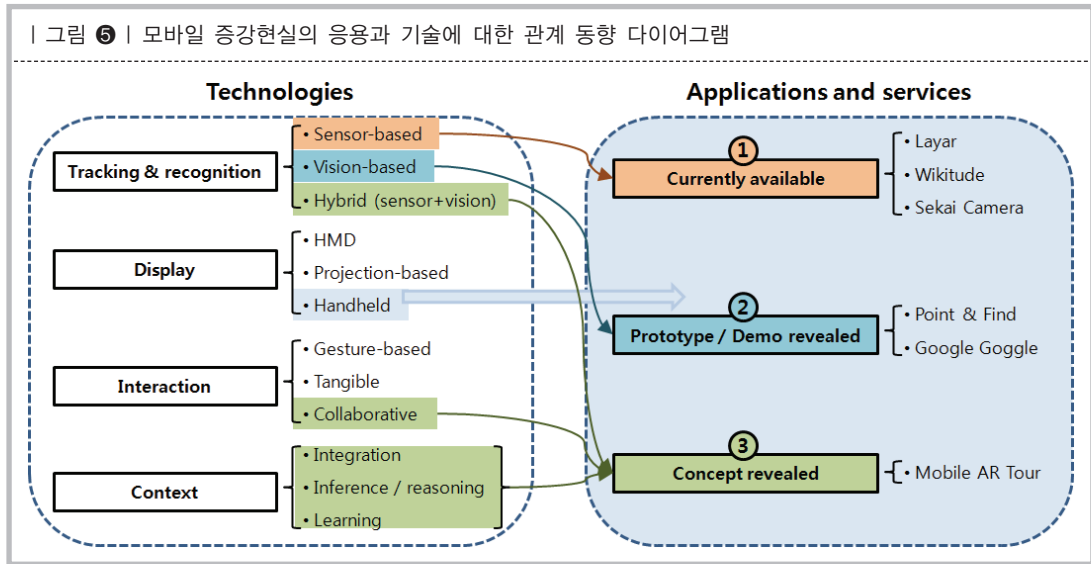 | 그림 ❺ | 모바일 증강현실의 응용과 기술에 대한 관계 동향 다이어그램
Technologies
Tracking & recognition
• Sensor-based
• Vision-based
• Hybrid (sensor+vision)
Display
• HMD
• Projection-based
• Handheld
Interaction
• Gesture-based
• Tangible
• Collaborative
Context
• Integration
• Inference / reasoning
• Learning
Applications and services
1
Currently available
• Layar
• Wikitude
• Sekai Camera
2
Prototype / Demo revealed
• Point & Find
• Google Goggle
3
Concept revealed
• Mobile AR Tour